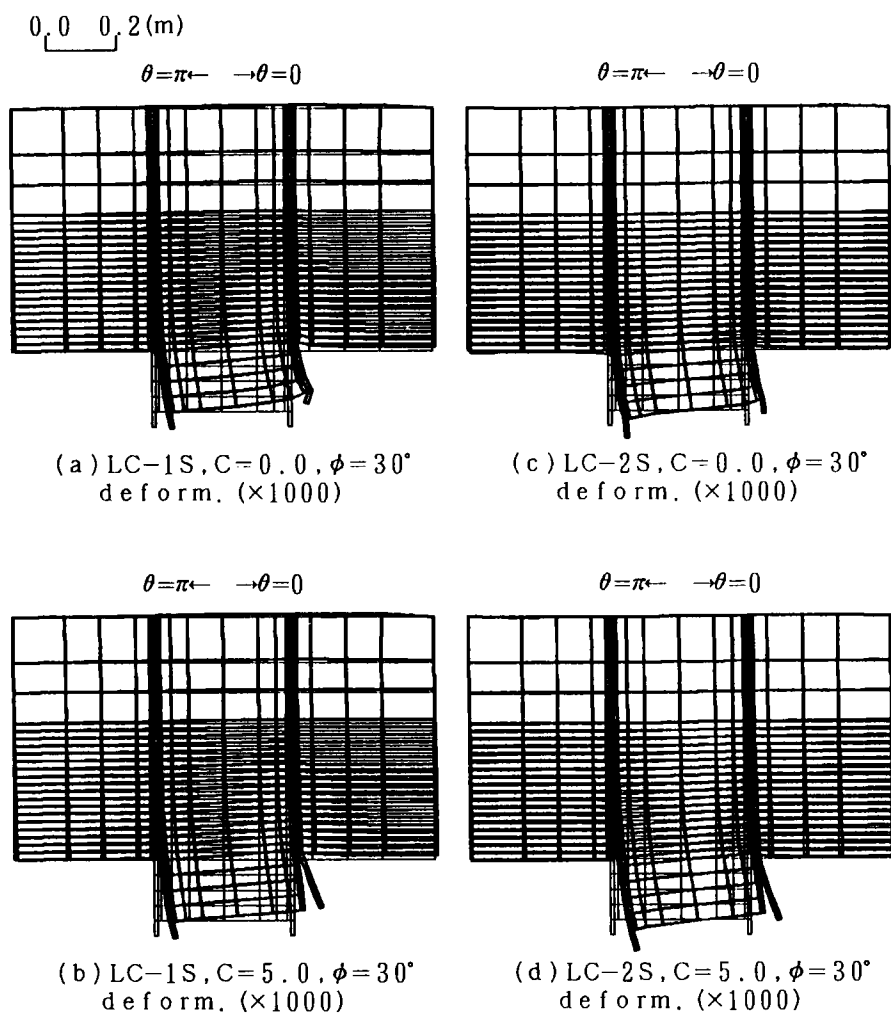 0.0 0.2(m)
θ=π← →θ=0
θ=π← →θ=0
(a)LC-1S,C=0.0,ϕ=30°
deform.(×1000)
(c)LC-2S,C=0.0,ϕ=30°
deform.(×1000)
θ=π← →θ=0
θ=π← →θ=0
(b)LC-1S,C=5.0,ϕ=30°
deform.(×1000)
(d)LC-2S,C=5.0,ϕ=30°
deform.(×1000)